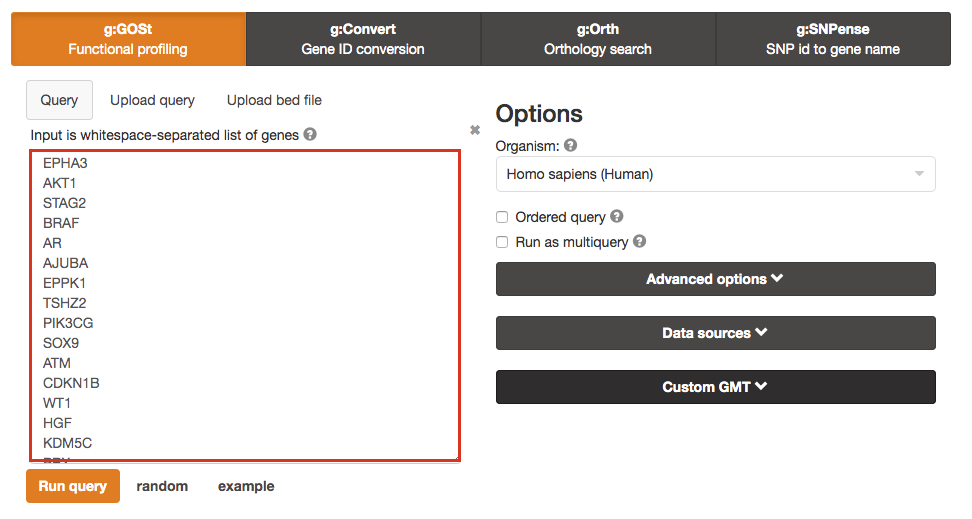 g:GOSt
Functional profiling
g:Convert
Gene ID conversion
g:Orth
Orthology search
g:SNPense
SNP id to gene name
Query
Upload query
Upload bed file
Input is whitespace-separated list of genes
EPHA3
AKT1
STAG2
BRAF
AR
AJUBA
EPPK1
TSHZ2
PIK3CG
SOX9
ATM
CDKN1B
WT1
HGF
KDM5C
Run query
random
example
Options
Organism:
Homo sapiens (Human)
Ordered query
Run as multiquery
Advanced options
Data sources
Custom GMT